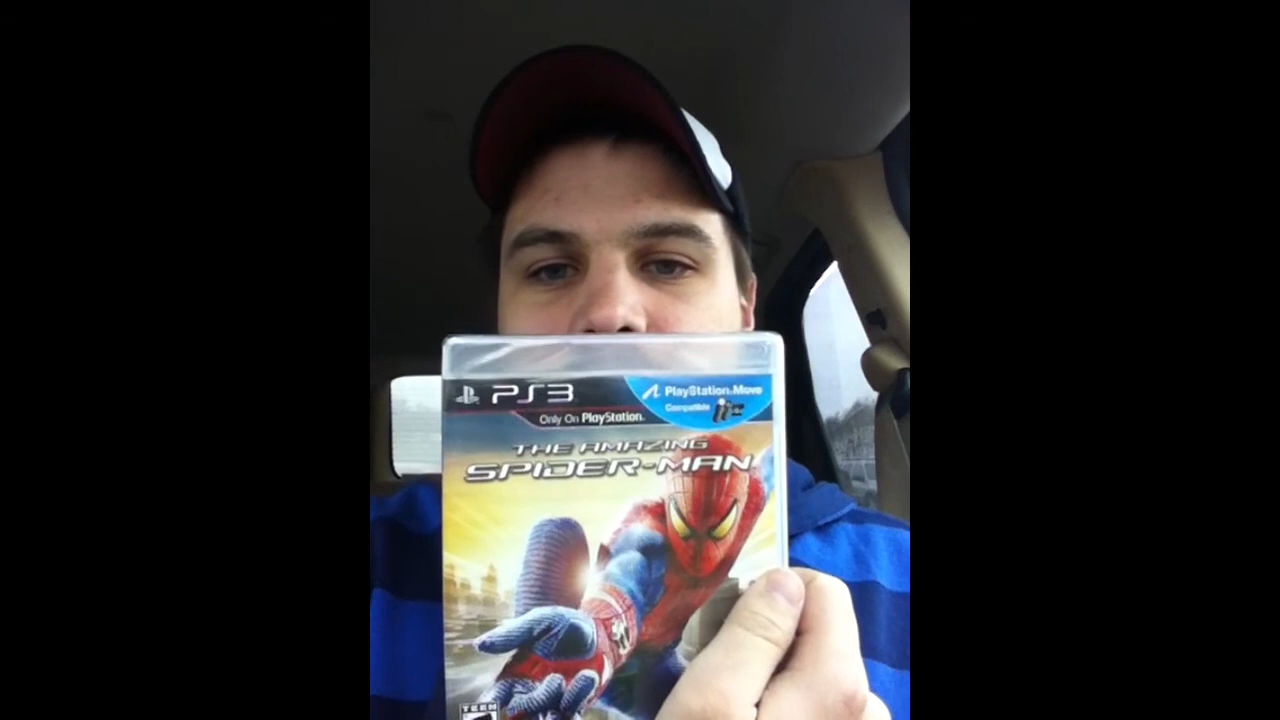 PS3
PlayStation Move
Compatible
Only On PlayStation
THE AMAZING
SPIDER-MAN
TEEN